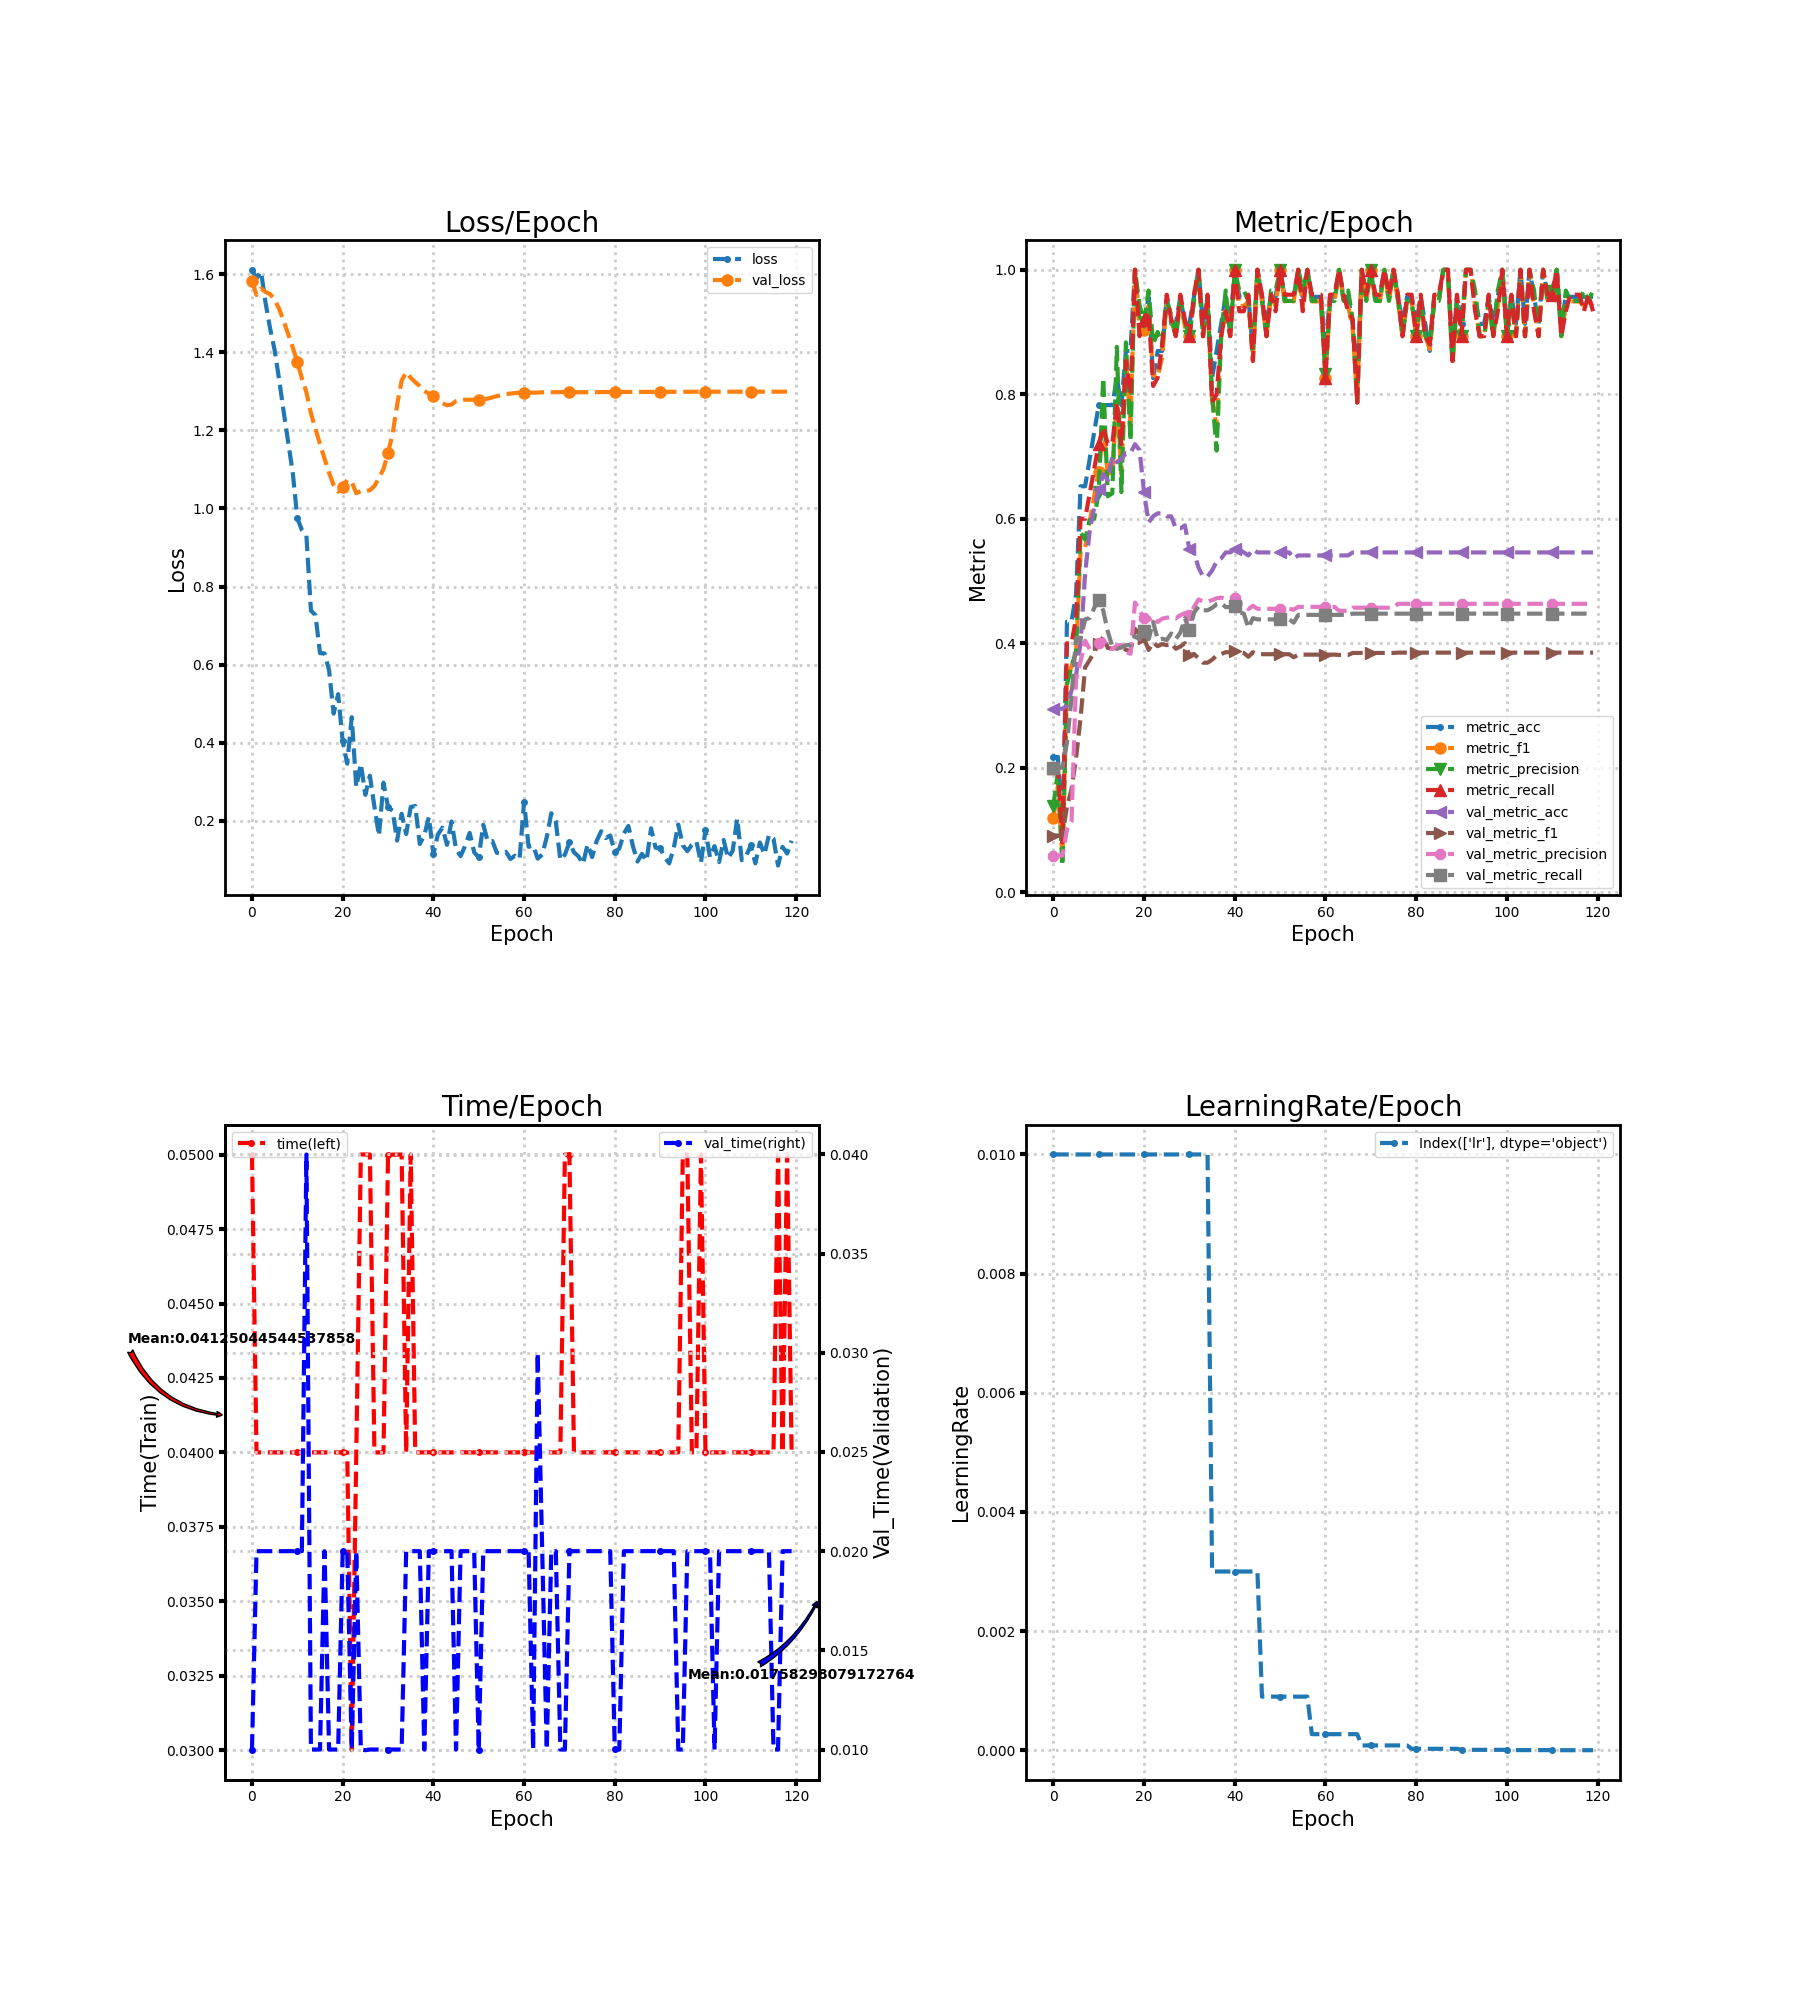 Loss/Epoch
loss
val_loss
1.6
1.4
1.2
1.0
0.8
0.6
0.4
0.2
Loss
0 20 40 60 80 100 120
Epoch
Metric/Epoch
1.0
0.8
0.6
0.4
0.2
0.0
Metric
metric_acc
metric_f1
metric_precision
metric_recall
val_metric_acc
val_metric_f1
val_metric_precision
val_metric_recall
0 20 40 60 80 100 120
Epoch
Time/Epoch
time(left)
val_time(right)
0.0500
0.0475
0.0450
0.0425
0.0400
0.0375
0.0350
0.0325
0.0300
Time(Train)
Mean:0.04125044544537858
0.040
0.035
0.030
0.025
0.020
0.015
0.010
Val_Time(Validation)
Mean:0.01758298079172764
0 20 40 60 80 100 120
Epoch
LearningRate/Epoch
Index(['lr'], dtype='object')
0.010
0.008
0.006
0.004
0.002
0.000
LearningRate
0 20 40 60 80 100 120
Epoch